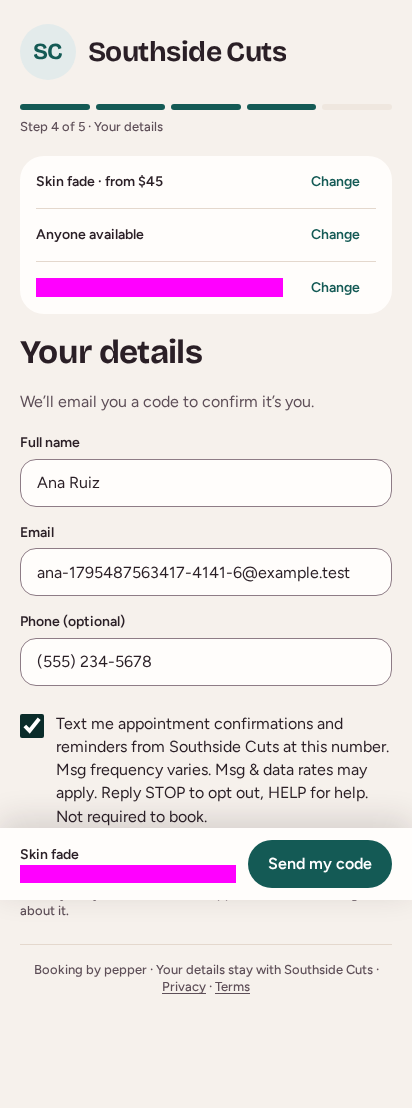 SC
Southside Cuts
Step 4 of 5 · Your details
Skin fade · from $45
Change
Anyone available
Change
Change
Your details
We’ll email you a code to confirm it’s you.
Full name
Ana Ruiz
Email
ana-1795487563417-4141-6@example.test
Phone (optional)
(555) 234-5678
Text me appointment confirmations and
reminders from Southside Cuts at this number.
Msg frequency varies. Msg & data rates may
apply. Reply STOP to opt out, HELP for help.
Not required to book.
Skin fade
Send my code
about it.
Booking by pepper · Your details stay with Southside Cuts ·
Privacy · Terms